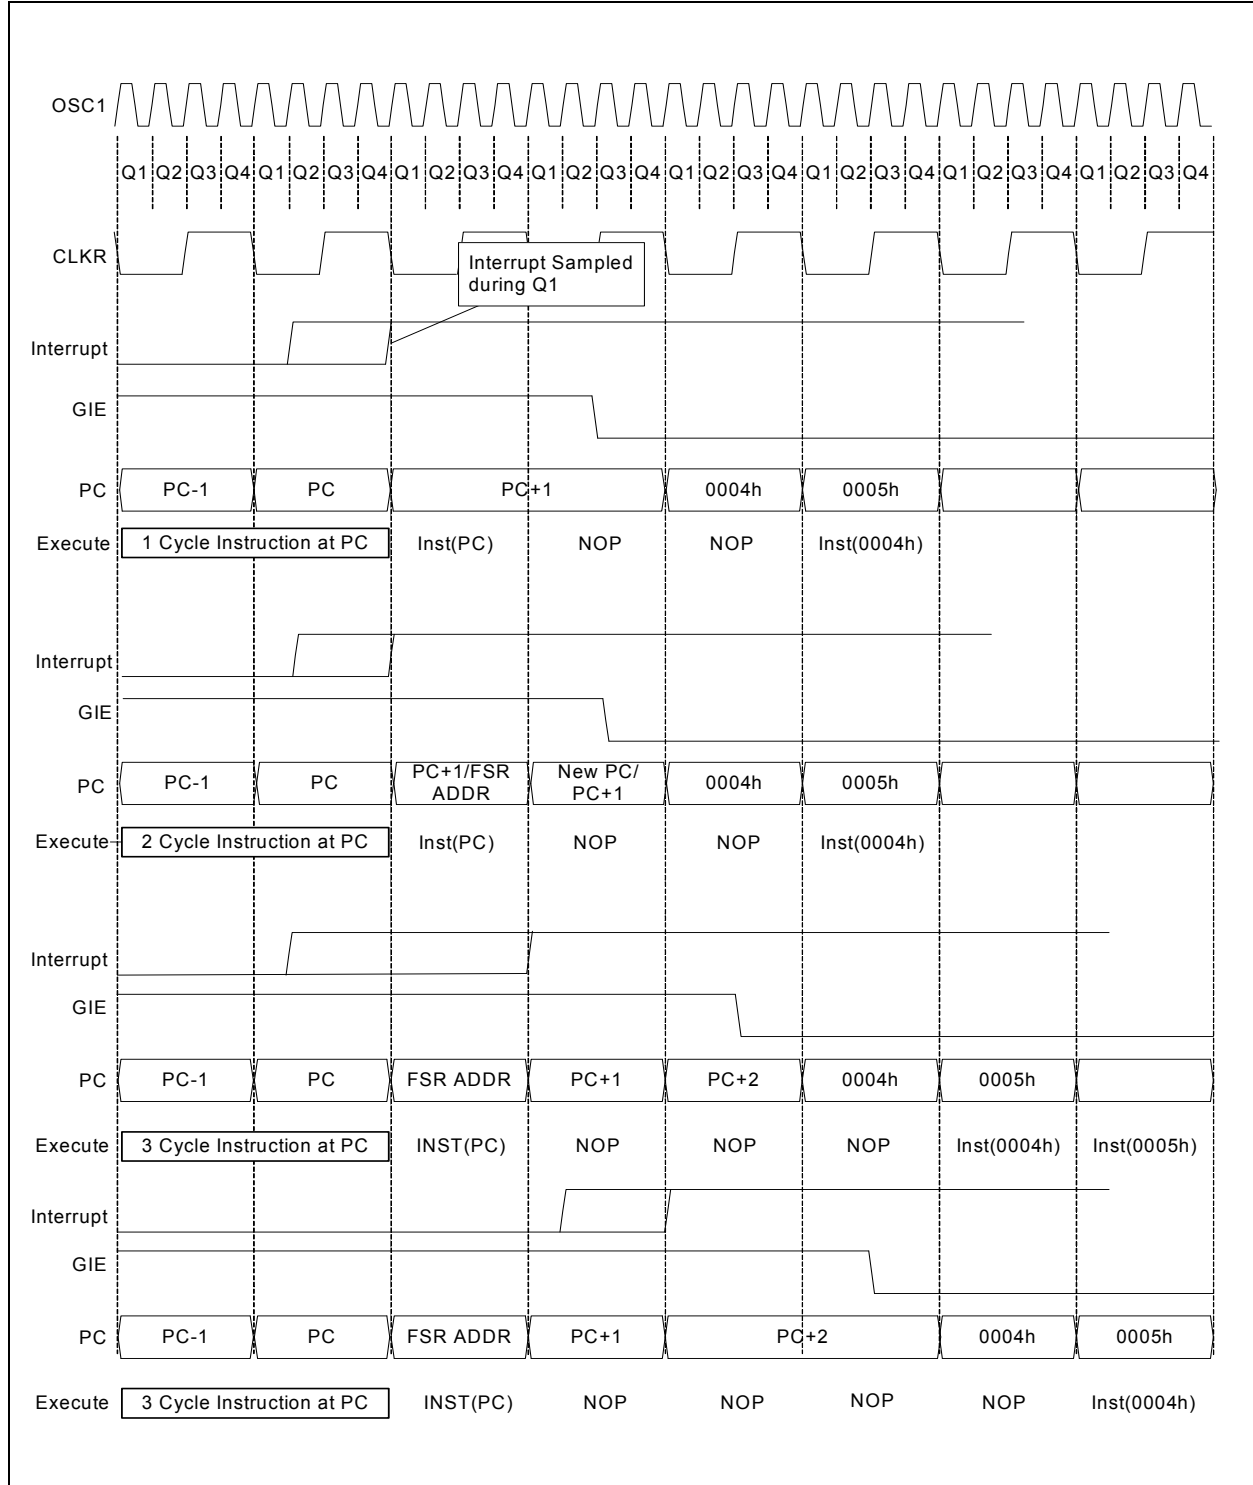 OSC1
Q1 Q2 Q3 Q4 Q1 Q2 Q3 Q4 Q1 Q2 Q3 Q4 Q1 Q2 Q3 Q4 Q1 Q2 Q3 Q4 Q1 Q2 Q3 Q4 Q1 Q2 Q3 Q4 Q1 Q2 Q3 Q4
CLKR
Interrupt Sampled
during Q1
Interrupt
GIE
PC PC-1 PC PC+1 0004h 0005h
Execute 1 Cycle Instruction at PC Inst(PC) NOP NOP Inst(0004h)
Interrupt
GIE
PC PC-1 PC PC+1/FSR ADDR New PC/ PC+1 0004h 0005h
Execute 2 Cycle Instruction at PC Inst(PC) NOP NOP Inst(0004h)
Interrupt
GIE
PC PC-1 PC FSR ADDR PC+1 PC+2 0004h 0005h
Execute 3 Cycle Instruction at PC INST(PC) NOP NOP NOP Inst(0004h) Inst(0005h)
Interrupt
GIE
PC PC-1 PC FSR ADDR PC+1 PC+2 0004h 0005h
Execute 3 Cycle Instruction at PC INST(PC) NOP NOP NOP NOP Inst(0004h)